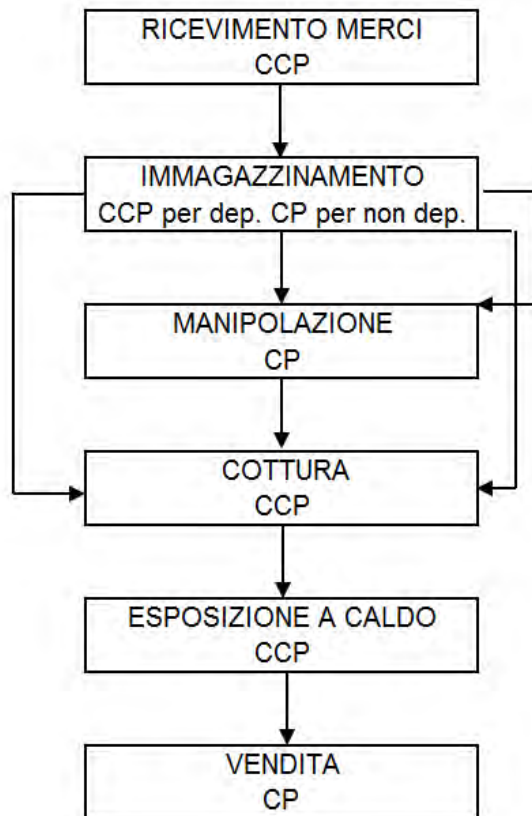 RICEVIMENTO MERCI
CCP
IMMAGAZZINAMENTO
CCP per dep. CP per non dep.
MANIPOLAZIONE
CP
COTTURA
CCP
ESPOSIZIONE A CALDO
CCP
VENDITA
CP